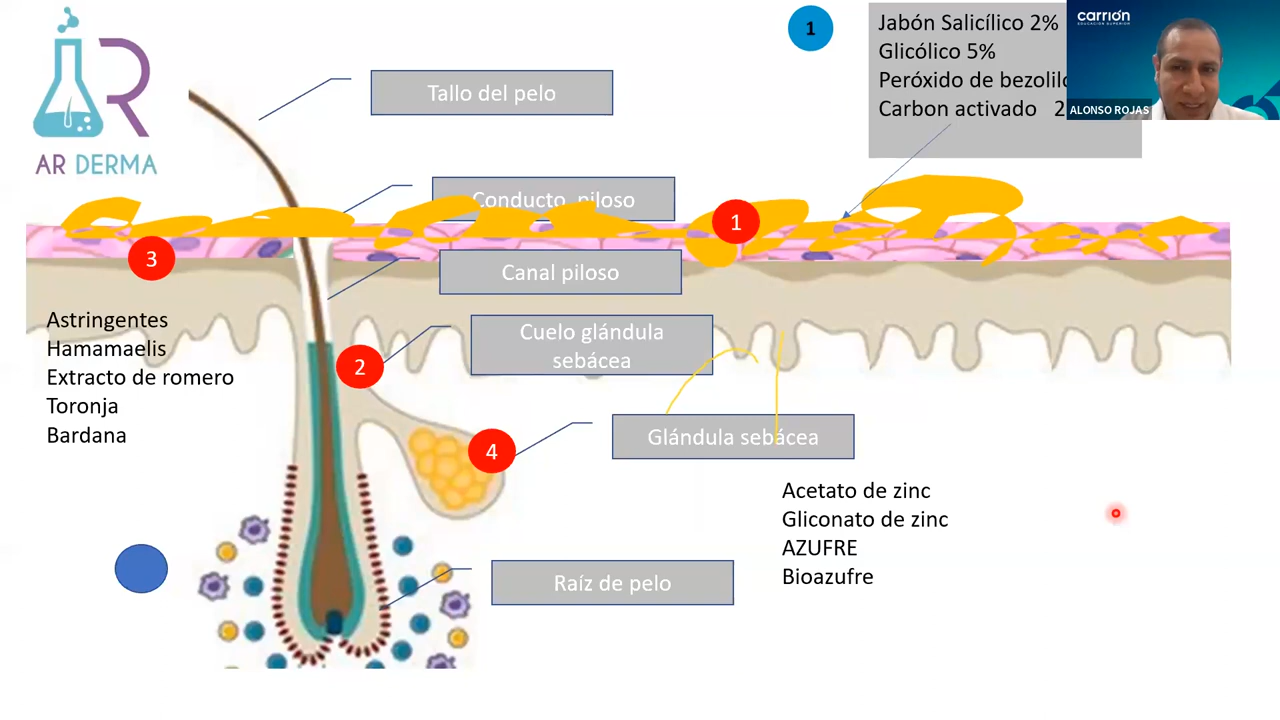 AR DERMA
Tallo del pelo
1
Jabón Salicílico 2%
Glicólico 5%
Peróxido de
Carbon activado
carrión
EDUCACIÓN SUPERIOR
ALONSO ROJAS
Conducto piloso
1
3
Canal piloso
Astringentes
Hamamaelis
Extracto de romero
Toronja
Bardana
Cuelo glándula
sebácea
2
Glándula sebácea
4
Acetato de zinc
Gliconato de zinc
AZUFRE
Bioazufre
Raíz de pelo